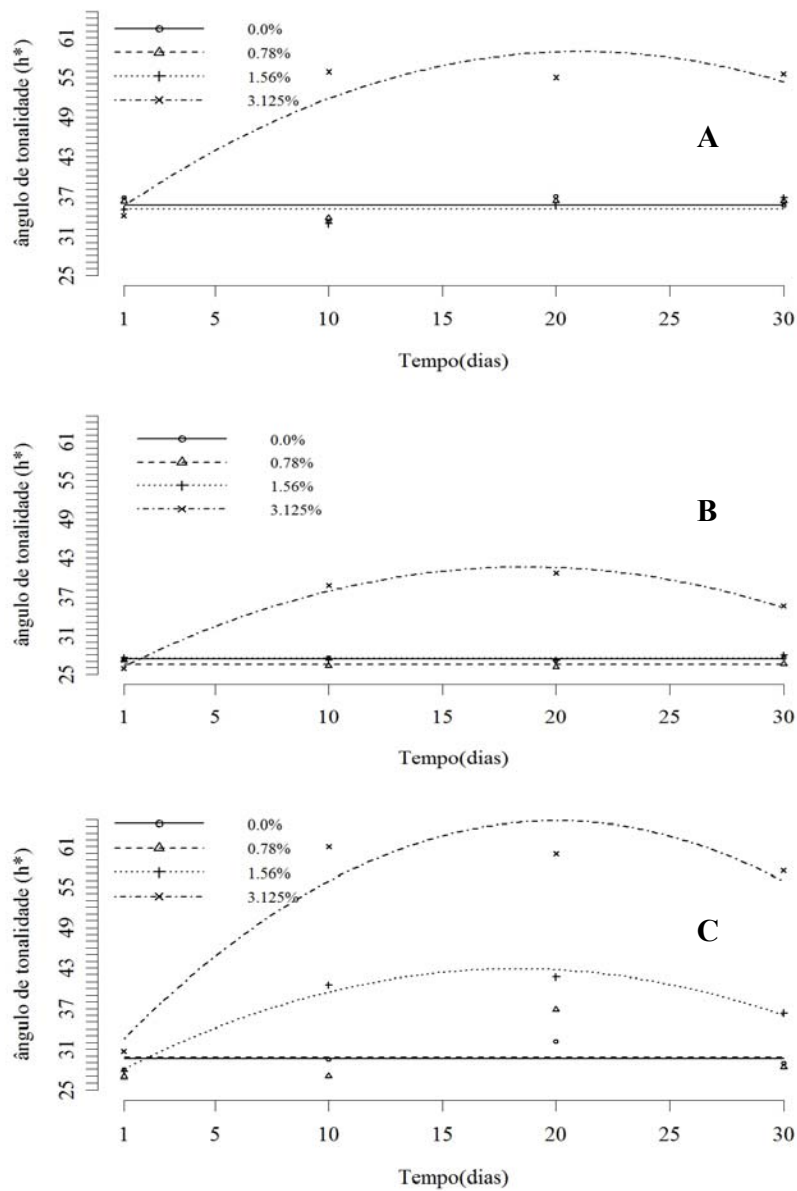 ângulo de tonalidade (h*)
61
55
49
43
37
31
25
0.0%
0.78%
1.56%
3.125%
A
1 5 10 15 20 25 30
Tempo(dias)
ângulo de tonalidade (h*)
61
55
49
43
37
31
25
0.0%
0.78%
1.56%
3.125%
B
1 5 10 15 20 25 30
Tempo(dias)
ângulo de tonalidade (h*)
61
55
49
43
37
31
25
0.0%
0.78%
1.56%
3.125%
C
1 5 10 15 20 25 30
Tempo(dias)